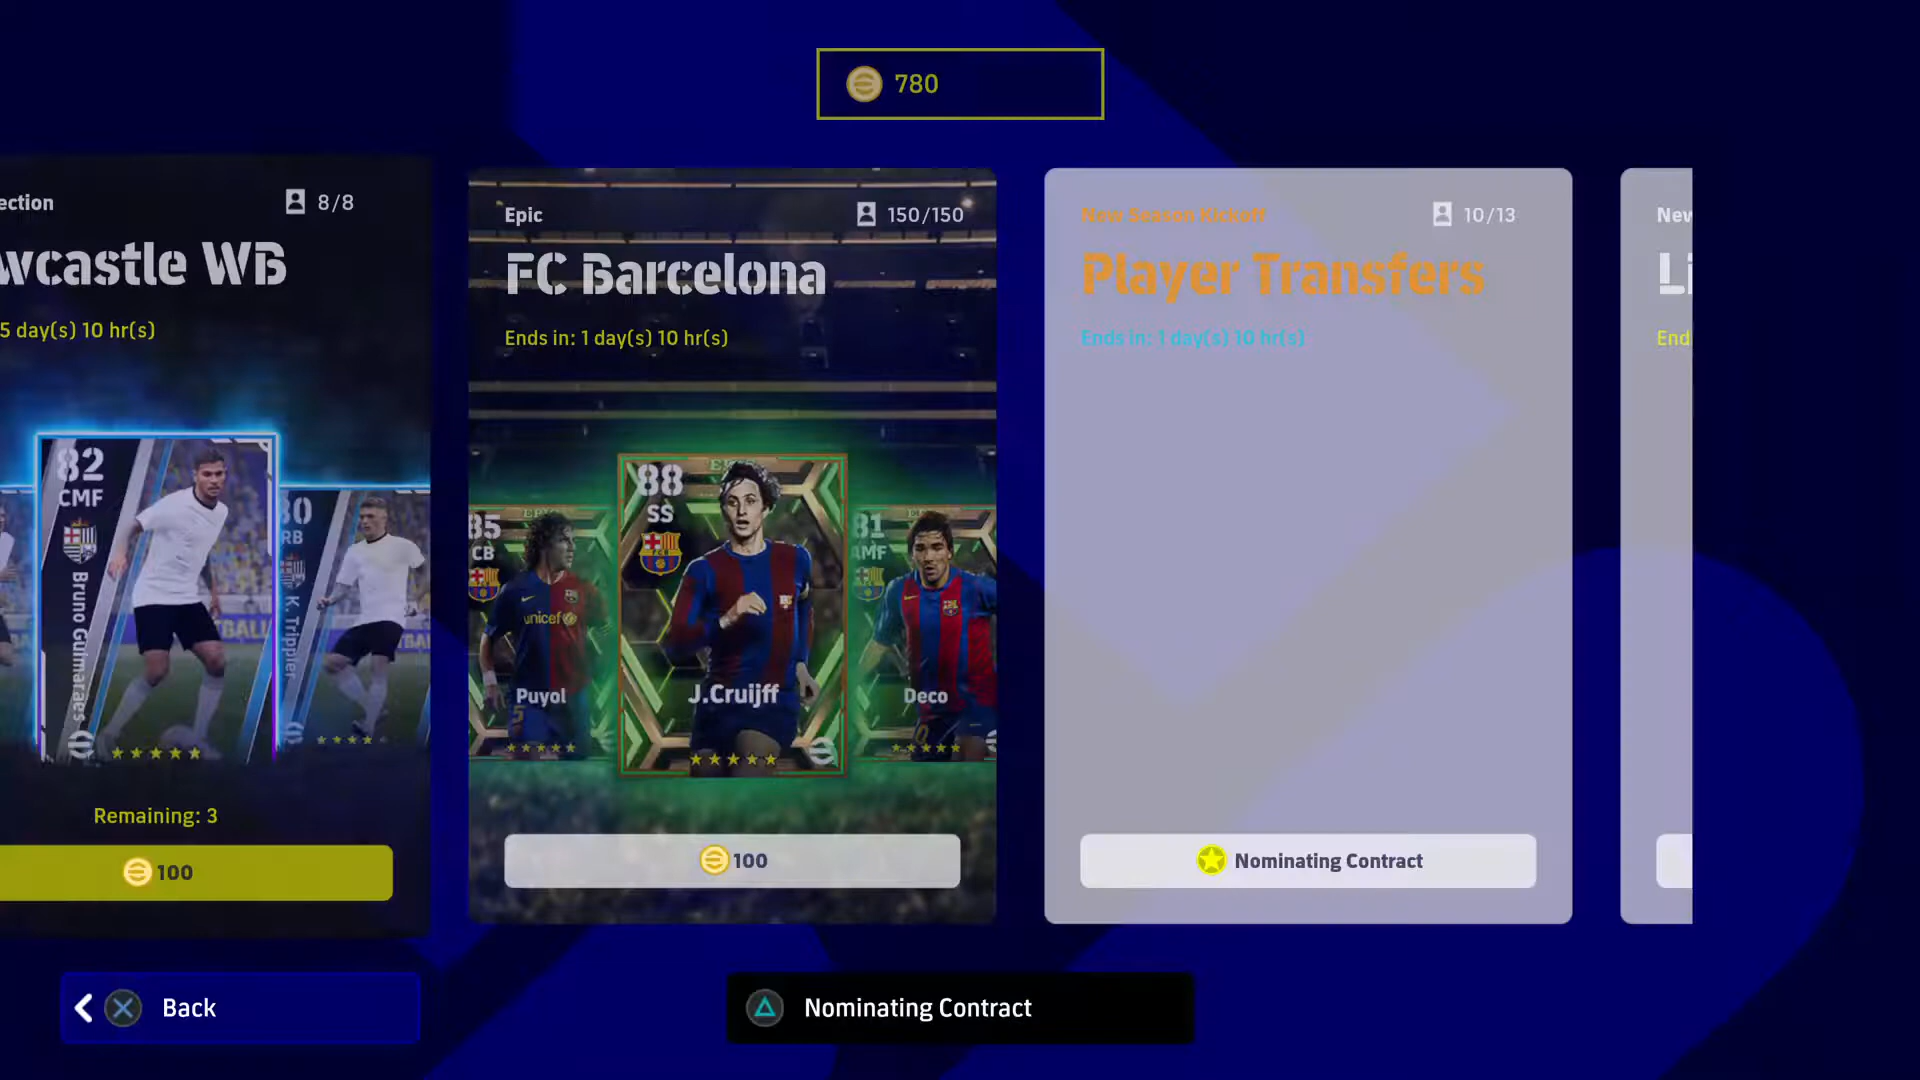 780
ection
8/8
wcastle WB
5 day(s) 10 hr(s)
82
CMF
Bruno Guimarães
80
RB
K. Trippier
Remaining: 3
100
Epic
150/150
FC Barcelona
Ends in: 1 day(s) 10 hr(s)
85
CB
unicef
Puyol
88
SS
J.Cruijff
81
AMF
Deco
100
New Season Kickoff
10/13
Player Transfers
Ends in: 1 day(s) 10 hr(s)
Nominating Contract
New
Li
End
Back
Nominating Contract